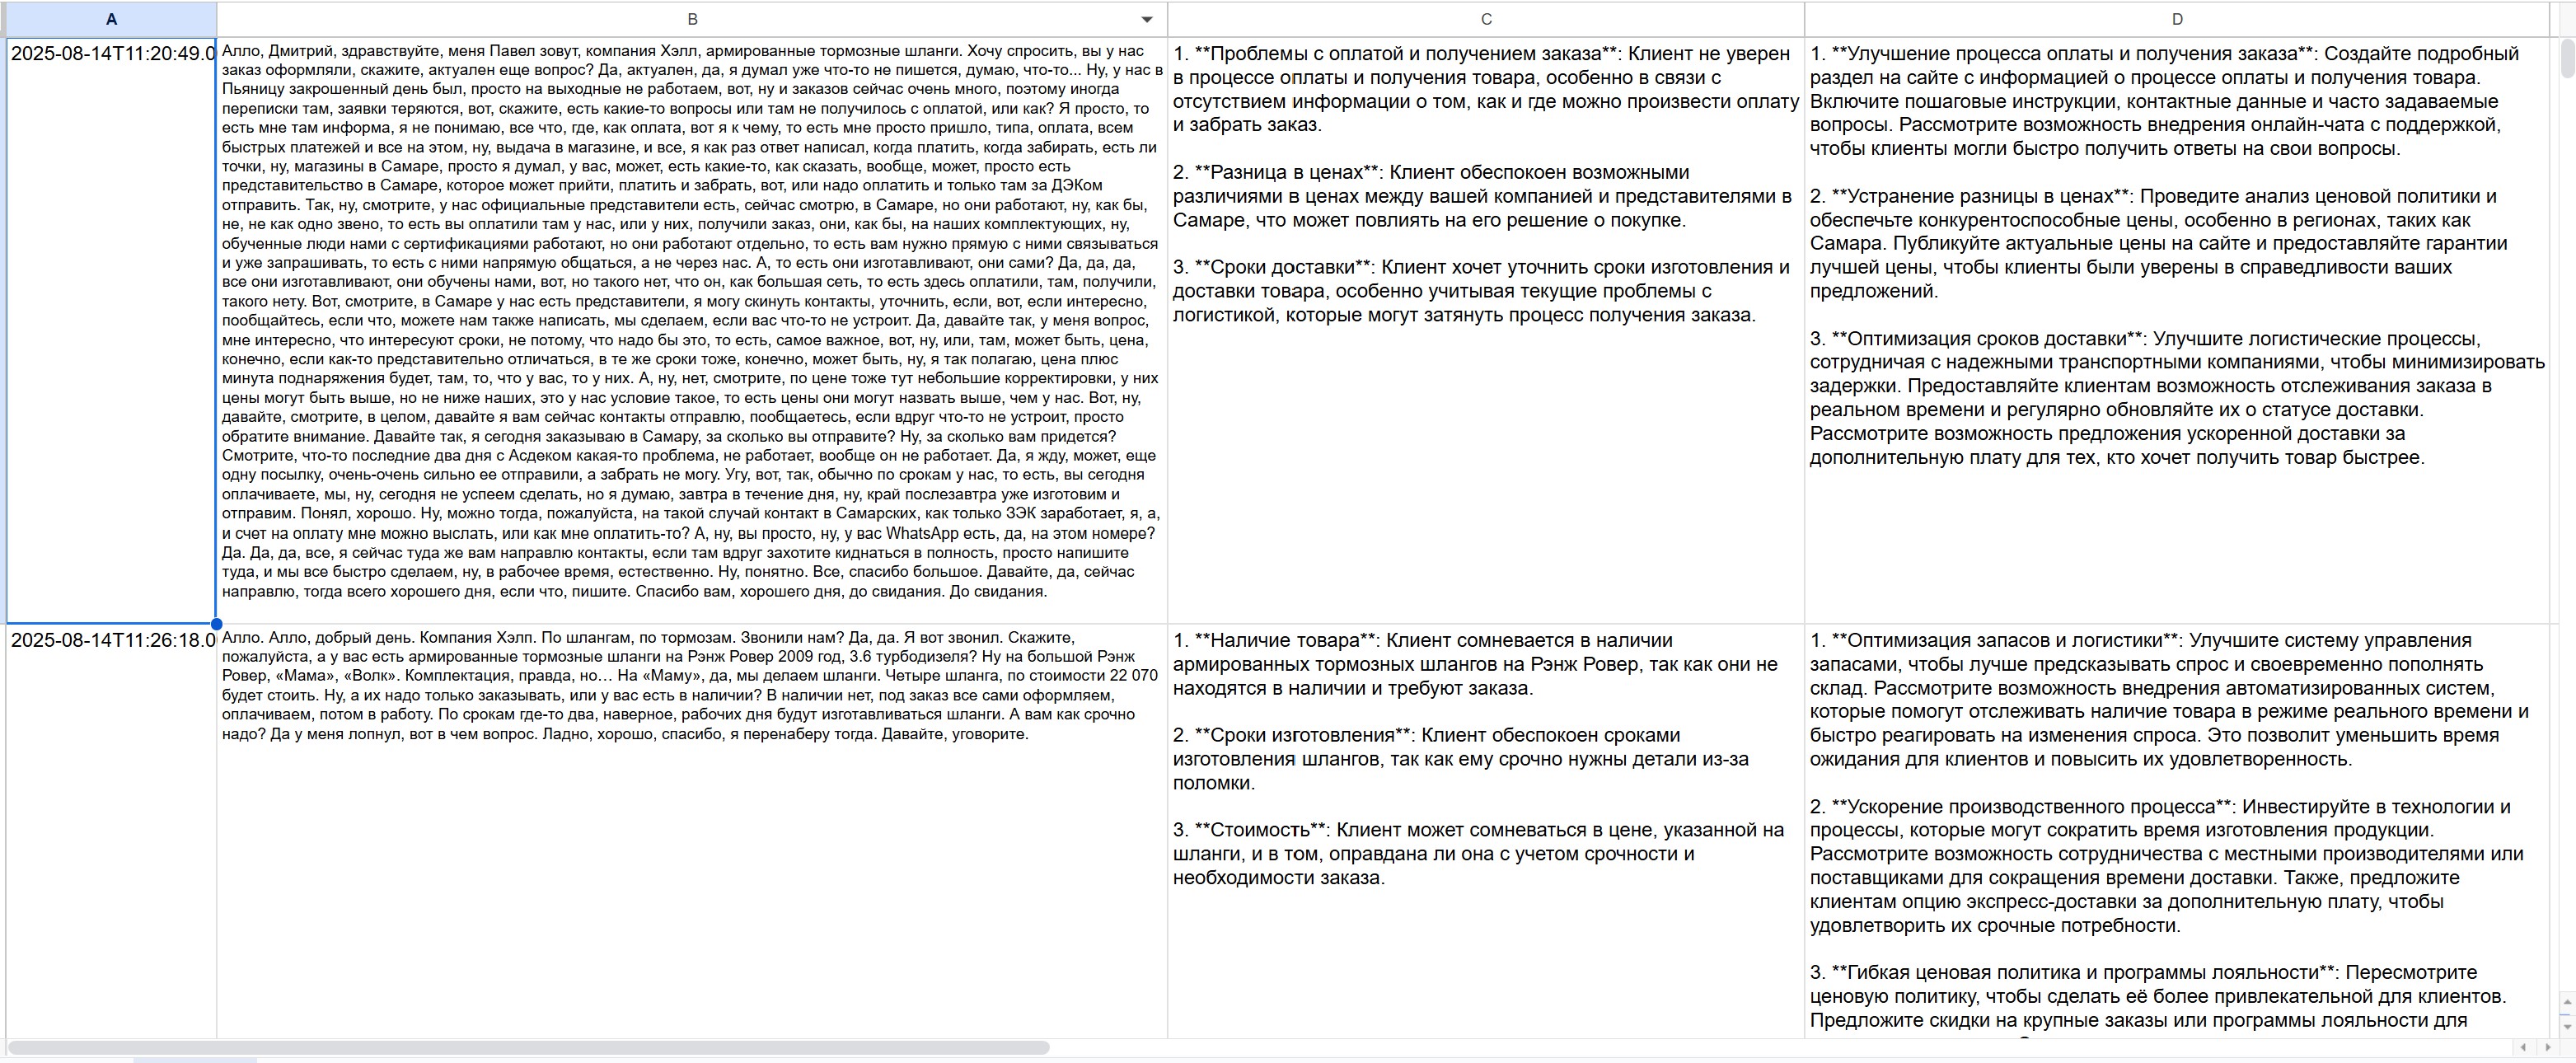 A
B
C
D
2025-08-14T11:20:49.0
Алло, Дмитрий, здравствуйте, меня Павел зовут, компания Хэлл, армированные тормозные шланги. Хочу спросить, вы у нас
заказ оформляли, скажите, актуален еще вопрос? Да, актуален, да, я думал уже что-то не пишется, думаю, что-то... Ну, у нас в
Пьяницу закрошенный день был, просто на выходные не работаем, вот, ну и заказов сейчас очень много, поэтому иногда
переписки там, заявки теряются, вот, скажите, есть какие-то вопросы или там не получилось с оплатой, или как? Я просто, то
есть мне там информа, я не понимаю, все что, где, как оплата, вот я к чему, то есть мне просто пришло, типа, оплата, всем
быстрых платежей и все на этом, ну, выдача в магазине, и все, я как раз ответ написал, когда платить, когда забирать, есть ли
точки, ну, магазины в Самаре, просто я думал, у вас, может, есть какие-то, как сказать, вообще, может, просто есть
представительство в Самаре, которое может прийти, платить и забрать, вот, или надо оплатить и только там за ДЭКом
отправить. Так, ну, смотрите, у нас официальные представители есть, сейчас смотрю, в Самаре, но они работают, ну, как бы,
не, не как одно звено, то есть вы оплатили там у нас, или у них, получили заказ, они, как бы, на наших комплектующих, ну,
обученные люди нами с сертификациями работают, но они работают отдельно, то есть вам нужно прямую с ними связываться
и уже запрашивать, то есть с ними напрямую общаться, а не через нас. А, то есть они изготавливают, они сами? Да, да, да,
все они изготавливают, они обучены нами, вот, но такого нет, что он, как большая сеть, то есть здесь оплатили, там, получили,
такого нету. Вот, смотрите, в Самаре у нас есть представители, я могу скинуть контакты, уточнить, если, вот, если интересно,
пообщайтесь, если что, можете нам также написать, мы сделаем, если вас что-то не устроит. Да, давайте так, у меня вопрос,
мне интересно, что интересуют сроки, не потому, что надо бы это, то есть, самое важное, вот, ну, или, там, может быть, цена,
конечно, если как-то представительно отличаться, в те же сроки тоже, конечно, может быть, ну, я так полагаю, цена плюс
минута поднаряжения будет, там, то, что у вас, то у них. А, ну, нет, смотрите, по цене тоже тут небольшие корректировки, у них
цены могут быть выше, но не ниже наших, это у нас условие такое, то есть цены они могут назвать выше, чем у нас. Вот, ну,
давайте, смотрите, в целом, давайте я вам сейчас контакты отправлю, пообщаетесь, если вдруг что-то не устроит, просто
обратите внимание. Давайте так, я сегодня заказываю в Самару, за сколько вы отправите? Ну, за сколько вам придется?
Смотрите, что-то последние два дня с Асдеком какая-то проблема, не работает, вообще он не работает. Да, я жду, может, еще
одну посылку, очень-очень сильно ее отправили, а забрать не могу. Угу, вот, так, обычно по срокам у нас, то есть, вы сегодня
оплачиваете, мы, ну, сегодня не успеем сделать, но я думаю, завтра в течение дня, ну, край послезавтра уже изготовим и
отправим. Понял, хорошо. Ну, можно тогда, пожалуйста, на такой случай контакт в Самарских, как только ЗЭК заработает, я, а,
и счет на оплату мне можно выслать, или как мне оплатить-то? А, ну, вы просто, ну, у вас WhatsApp есть, да, на этом номере?
Да. Да, да, все, я сейчас туда же вам направлю контакты, если там вдруг захотите киднаться в полность, просто напишите
туда, и мы все быстро сделаем, ну, в рабочее время, естественно. Ну, понятно. Все, спасибо большое. Давайте, да, сейчас
направлю, тогда всего хорошего дня, если что, пишите. Спасибо вам, хорошего дня, до свидания. До свидания.
1. **Проблемы с оплатой и получением заказа**: Клиент не уверен
в процессе оплаты и получения товара, особенно в связи с
отсутствием информации о том, как и где можно произвести оплату
и забрать заказ.
2. **Разница в ценах**: Клиент обеспокоен возможными
различиями в ценах между вашей компанией и представителями в
Самаре, что может повлиять на его решение о покупке.
3. **Сроки доставки**: Клиент хочет уточнить сроки изготовления и
доставки товара, особенно учитывая текущие проблемы с
логистикой, которые могут затянуть процесс получения заказа.
1. **Улучшение процесса оплаты и получения заказа**: Создайте подробный
раздел на сайте с информацией о процессе оплаты и получения товара.
Включите пошаговые инструкции, контактные данные и часто задаваемые
вопросы. Рассмотрите возможность внедрения онлайн-чата с поддержкой,
чтобы клиенты могли быстро получить ответы на свои вопросы.
2. **Устранение разницы в ценах**: Проведите анализ ценовой политики и
обеспечьте конкурентоспособные цены, особенно в регионах, таких как
Самара. Публикуйте актуальные цены на сайте и предоставляйте гарантии
лучшей цены, чтобы клиенты были уверены в справедливости ваших
предложений.
3. **Оптимизация сроков доставки**: Улучшите логистические процессы,
сотрудничая с надежными транспортными компаниями, чтобы минимизировать
задержки. Предоставляйте клиентам возможность отслеживания заказа в
реальном времени и регулярно обновляйте их о статусе доставки.
Рассмотрите возможность предложения ускоренной доставки за
дополнительную плату для тех, кто хочет получить товар быстрее.
2025-08-14T11:26:18.0
Алло. Алло, добрый день. Компания Хэлп. По шлангам, по тормозам. Звонили нам? Да, да. Я вот звонил. Скажите,
пожалуйста, а у вас есть армированные тормозные шланги на Рэнж Ровер 2009 год, 3.6 турбодизеля? Ну на большой Рэнж
Ровер, «Мама», «Волк». Комплектация, правда, но… На «Маму», да, мы делаем шланги. Четыре шланга, по стоимости 22 070
будет стоить. Ну, а их надо только заказывать, или у вас есть в наличии? В наличии нет, под заказ все сами оформляем,
оплачиваем, потом в работу. По срокам где-то два, наверное, рабочих дня будут изготавливаться шланги. А вам как срочно
надо? Да у меня лопнул, вот в чем вопрос. Ладно, хорошо, спасибо, я перенаберу тогда. Давайте, уговорите.
1. **Наличие товара**: Клиент сомневается в наличии
армированных тормозных шлангов на Рэнж Ровер, так как они не
находятся в наличии и требуют заказа.
2. **Сроки изготовления**: Клиент обеспокоен сроками
изготовления шлангов, так как ему срочно нужны детали из-за
поломки.
3. **Стоимость**: Клиент может сомневаться в цене, указанной на
шланги, и в том, оправдана ли она с учетом срочности и
необходимости заказа.
1. **Оптимизация запасов и логистики**: Улучшите систему управления
запасами, чтобы лучше предсказывать спрос и своевременно пополнять
склад. Рассмотрите возможность внедрения автоматизированных систем,
которые помогут отслеживать наличие товара в режиме реального времени и
быстро реагировать на изменения спроса. Это позволит уменьшить время
ожидания для клиентов и повысить их удовлетворенность.
2. **Ускорение производственного процесса**: Инвестируйте в технологии и
процессы, которые могут сократить время изготовления продукции.
Рассмотрите возможность сотрудничества с местными производителями или
поставщиками для сокращения времени доставки. Также, предложите
клиентам опцию экспресс-доставки за дополнительную плату, чтобы
удовлетворить их срочные потребности.
3. **Гибкая ценовая политика и программы лояльности**: Пересмотрите
ценовую политику, чтобы сделать её более привлекательной для клиентов.
Предложите скидки на крупные заказы или программы лояльности для